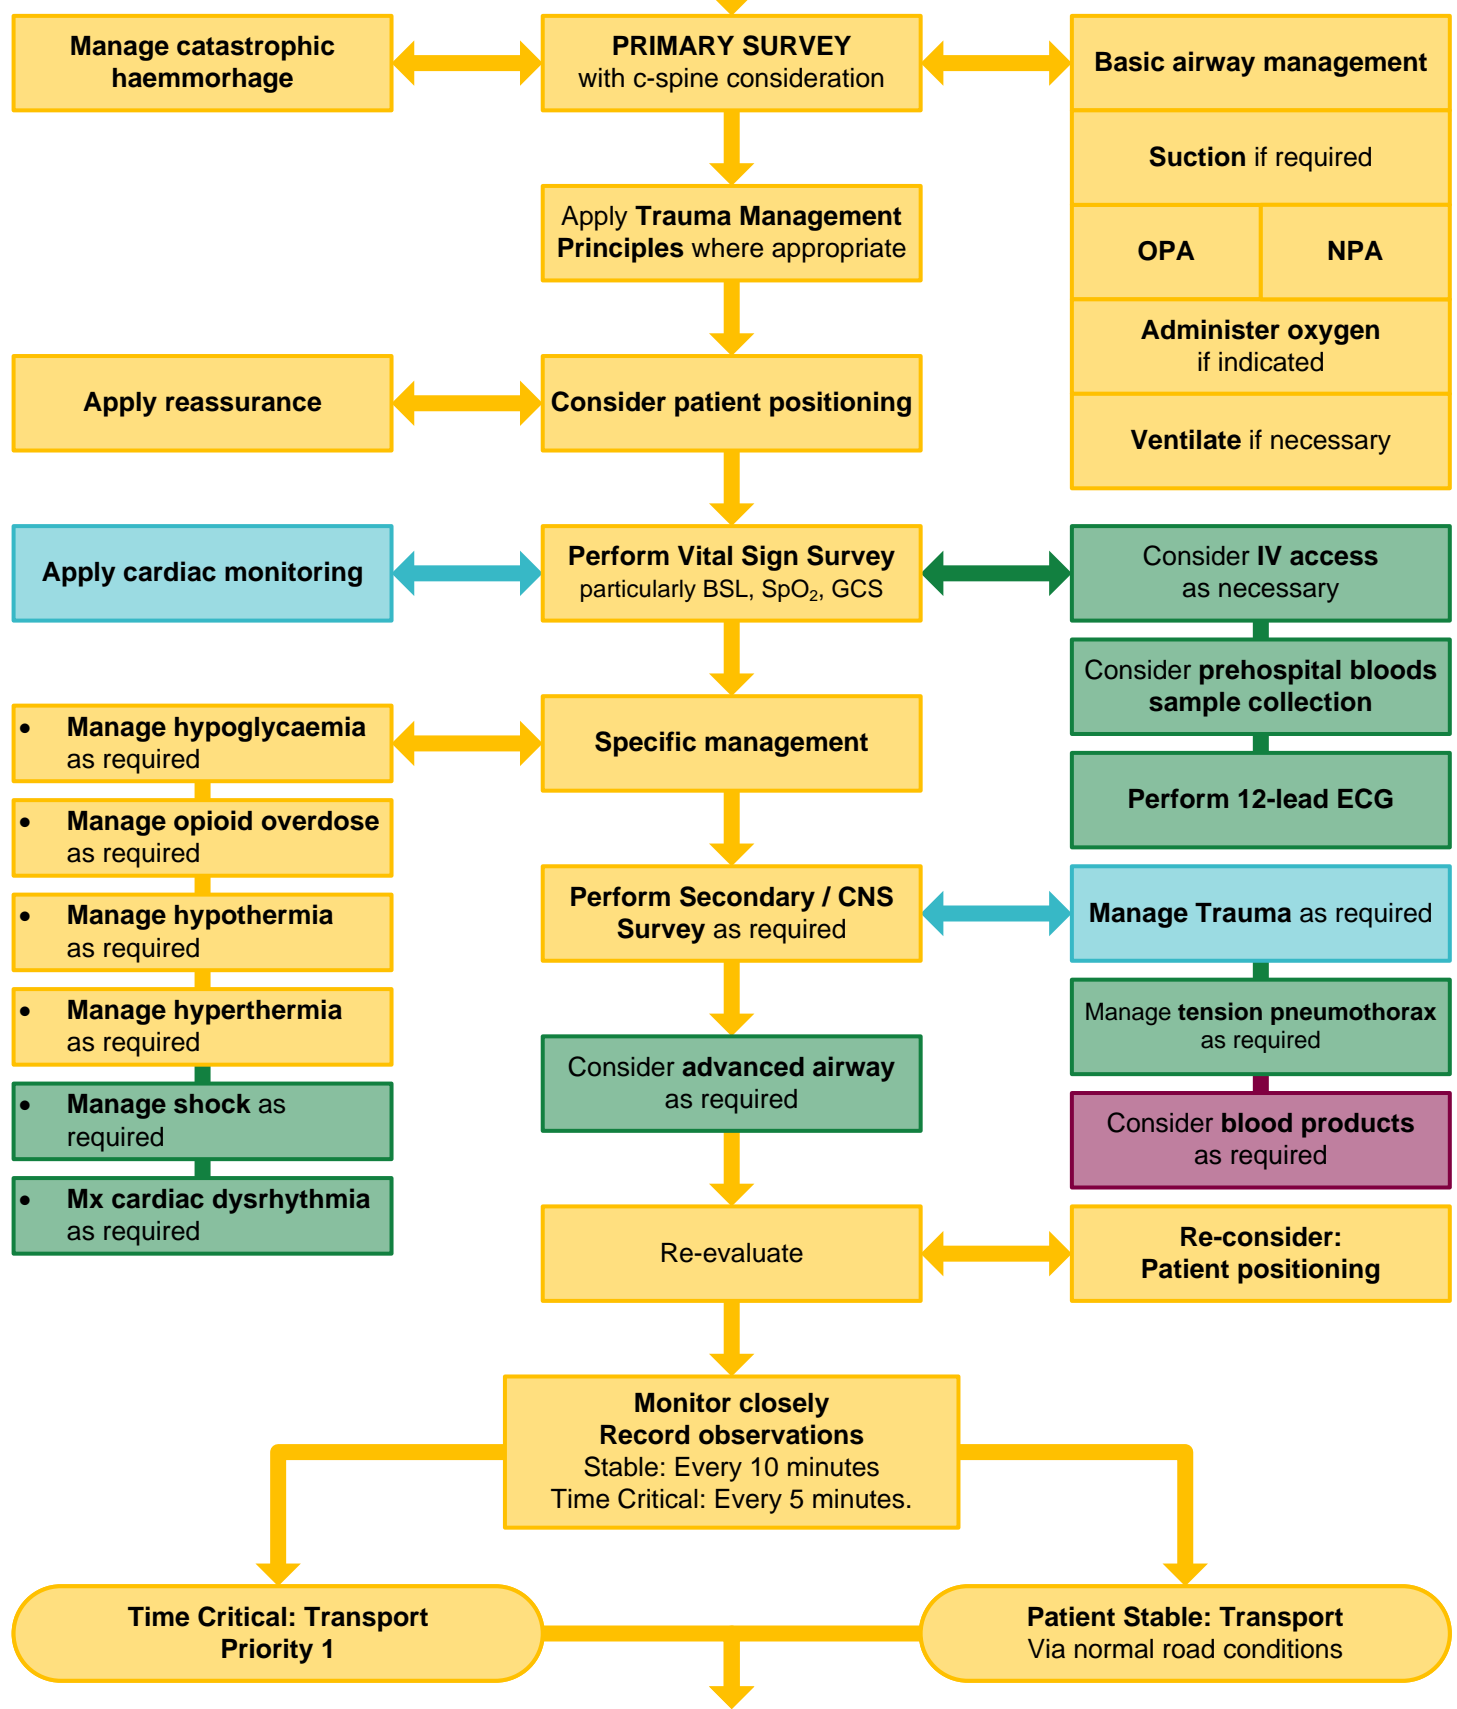 Manage catastrophic
haemmorhage
PRIMARY SURVEY
with c-spine consideration
Basic airway management
Suction if required
OPA
NPA
Administer oxygen
if indicated
Ventilate if necessary
Apply Trauma Management
Principles where appropriate
Apply reassurance
Consider patient positioning
Apply cardiac monitoring
Perform Vital Sign Survey
particularly BSL, SpO₂, GCS
Consider IV access
as necessary
Consider prehospital bloods
sample collection
Perform 12-lead ECG
Specific management
• Manage hypoglycaemia
as required
• Manage opioid overdose
as required
• Manage hypothermia
as required
• Manage hyperthermia
as required
• Manage shock as
required
• Mx cardiac dysrhythmia
as required
Perform Secondary / CNS
Survey as required
Manage Trauma as required
Manage tension pneumothorax
as required
Consider blood products
as required
Consider advanced airway
as required
Re-evaluate
Re-consider:
Patient positioning
Monitor closely
Record observations
Stable: Every 10 minutes
Time Critical: Every 5 minutes.
Time Critical: Transport
Priority 1
Patient Stable: Transport
Via normal road conditions